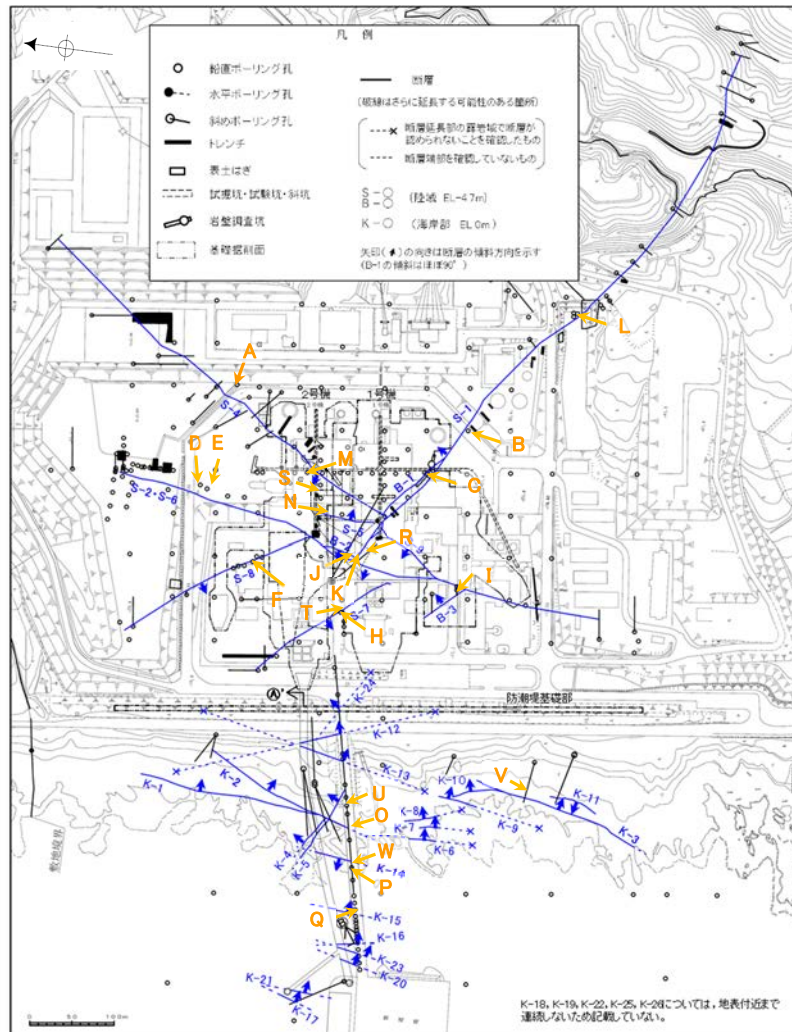 凡 例
鉛直ボーリング孔
水平ボーリング孔
斜めボーリング孔
トレンチ
表土はぎ
試掘坑・試験坑・斜坑
岩盤調査坑
基礎掘削面
断層
(破線はさらに延長する可能性のある箇所)
断層延長部の露岩域で断層が
認められないことを確認したもの
断層端部を確認していないもの
S-○
B-○
(陸域 EL-4.7m)
K-○ (海岸部 EL 0m)
矢印( )の向きは断層の傾斜方向を示す
(B-1の傾斜はほぼ90°)
L
A
2号機
1号機
S-4
S-1
B
D
E
M
S
B-1
G
S-2・S-6
N
S-5
B-2
R
J
S-8
K
F
I
T
S-7
B-3
H
K-24
A'
防潮堤基礎部
K-12
K-13
K-10
V
K-2
K-1
K-11
U
O
K-8
K-7
K-9
K-3
K-4
K-5
K-6
W
K-14
P
Q
K-15
K-16
K-23
K-20
K-21
K-17
敷地境界
0 50 100m
K-18, K-19, K-22, K-25, K-26については, 地表付近まで
連続しないため記載していない。